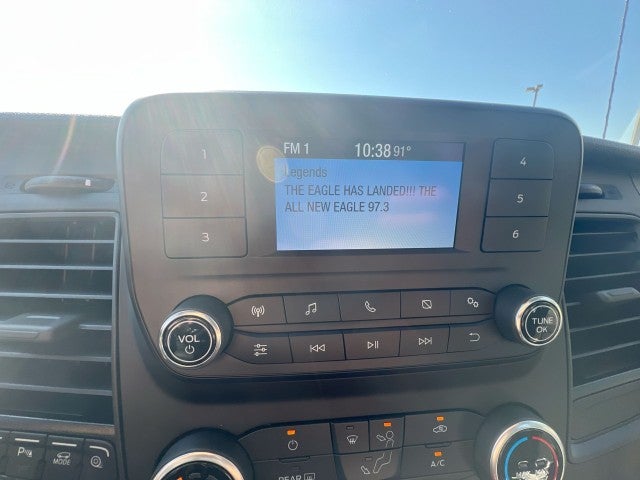 FM 1 10:38 91°
Legends
THE EAGLE HAS LANDED!!! THE
ALL NEW EAGLE 97.3
1
2
3
4
5
6
VOL
TUNE
OK
P
MODE
A/C
REAR